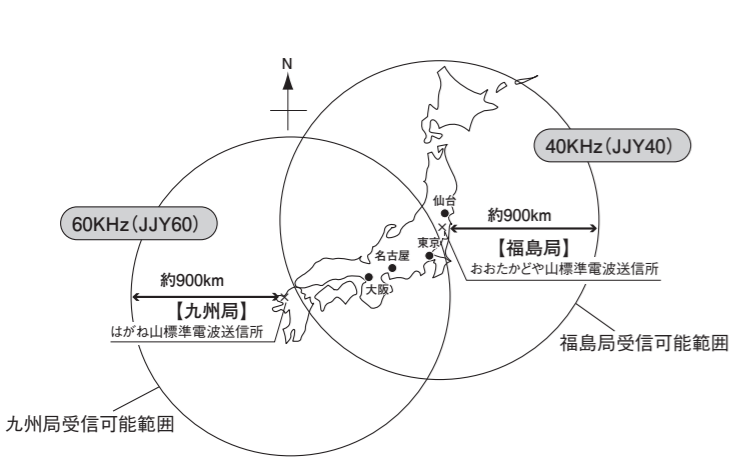 N
40KHz（JJY40）
仙台
60KHz（JJY60）
約900km
東京
【福島局】
名古屋
おおたかどや山標準電波送信所
約900km
大阪
【九州局】
はがね山標準電波送信所
福島局受信可能範囲
九州局受信可能範囲